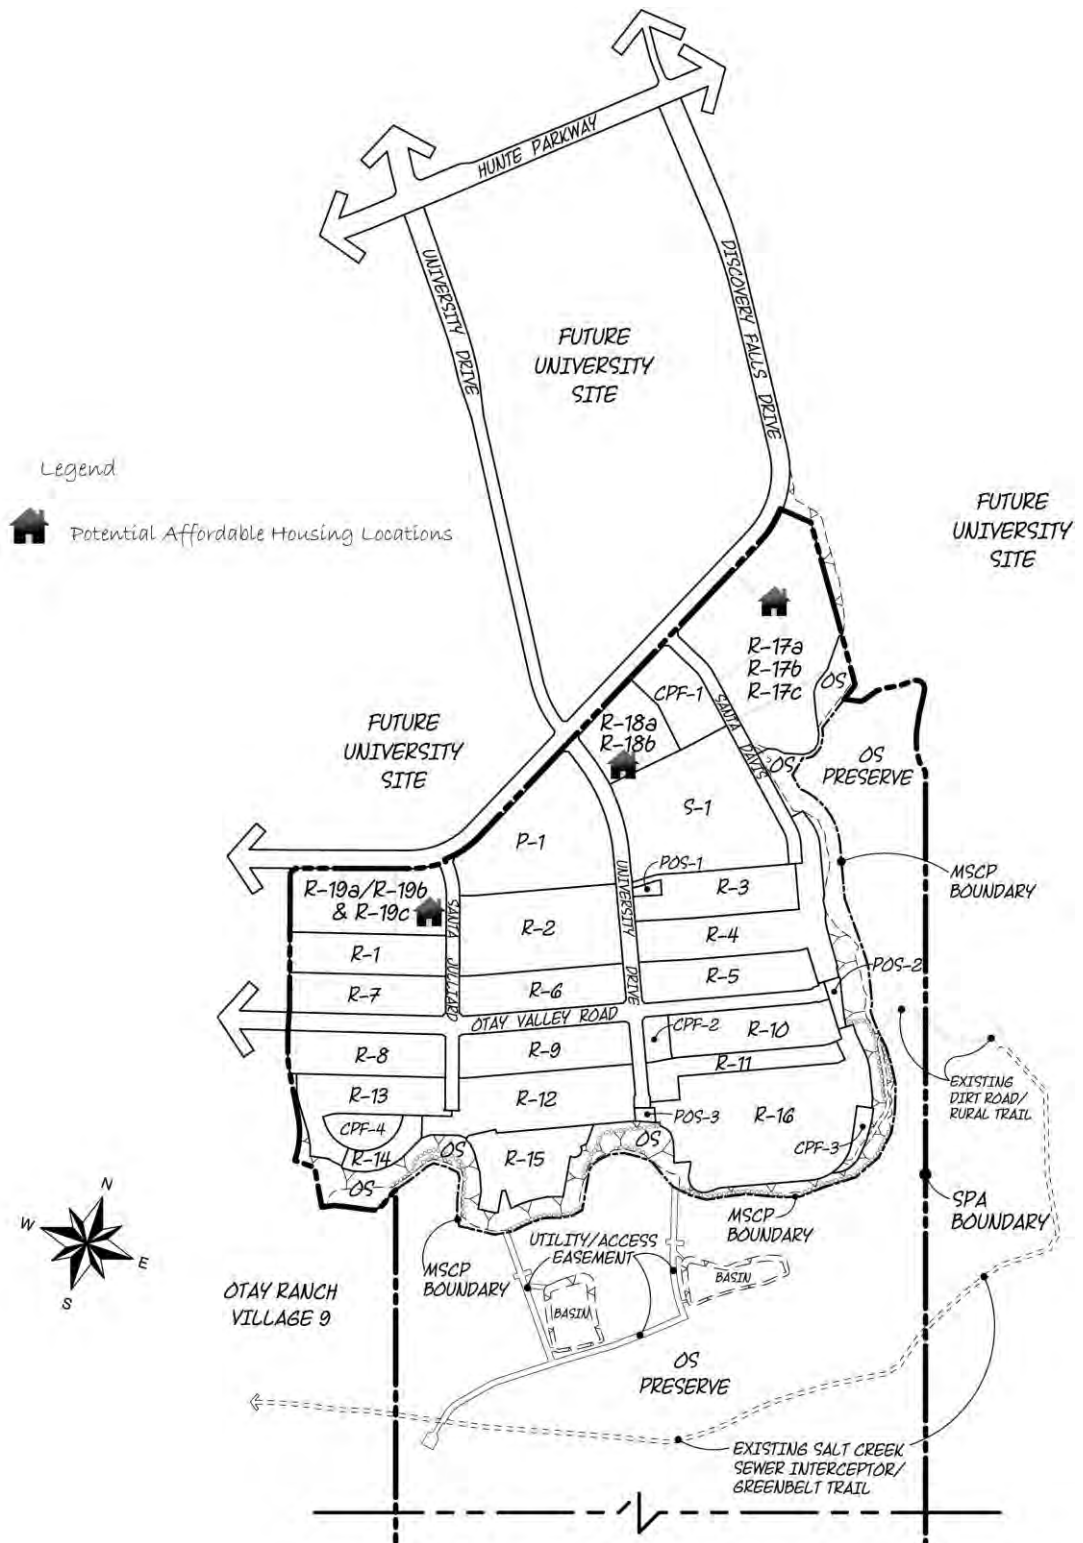 HUNTE PARKWAY
UNIVERSITY DRIVE
DISCOVERY FALLS DRIVE
FUTURE
UNIVERSITY
SITE
Legend
Potential Affordable Housing Locations
FUTURE
UNIVERSITY
SITE
R-17a
R-17b
R-17c
OS
CPF-1
SANTA DAVIS
R-18a
R-18b
FUTURE
UNIVERSITY
SITE
OS
OS
PRESERVE
S-1
P-1
POS-1
R-3
MSCP
BOUNDARY
R-19a/R-19b
& R-19c
SANTA JULLIARD
R-2
UNIVERSITY DRIVE
R-4
R-1
R-5
POS-2
R-7
R-6
OTAY VALLEY ROAD
CPF-2
R-10
R-8
R-9
R-11
EXISTING
DIRT ROAD/
RURAL TRAIL
R-13
R-12
POS-3
R-16
CPF-4
CPF-3
R-14
OS
R-15
OS
OS
N
W
E
S
SPA
BOUNDARY
MSCP
BOUNDARY
UTILITY/ACCESS
EASEMENT
MSCP
BOUNDARY
BASIN
BASIN
OTAY RANCH
VILLAGE 9
OS
PRESERVE
EXISTING SALT CREEK
SEWER INTERCEPTOR/
GREENBELT TRAIL